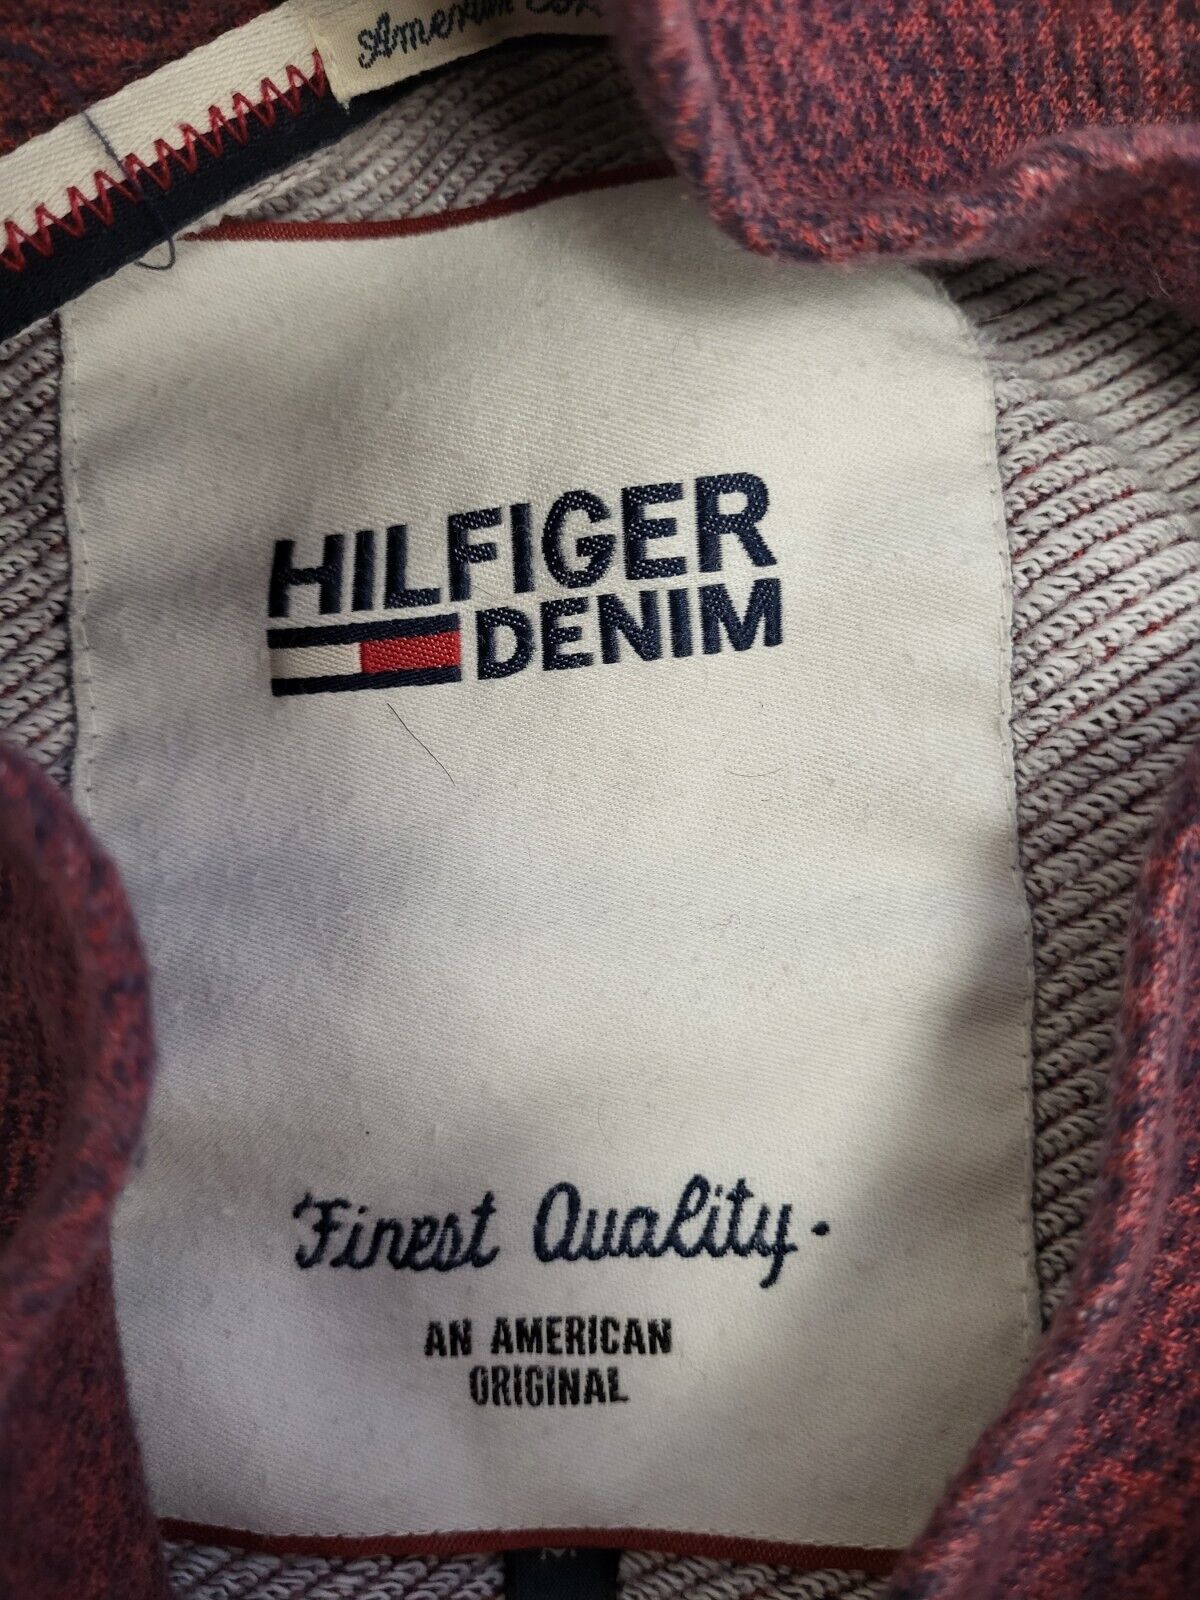 HILFIGER
DENIM
Finest Quality.
AN AMERICAN
ORIGINAL